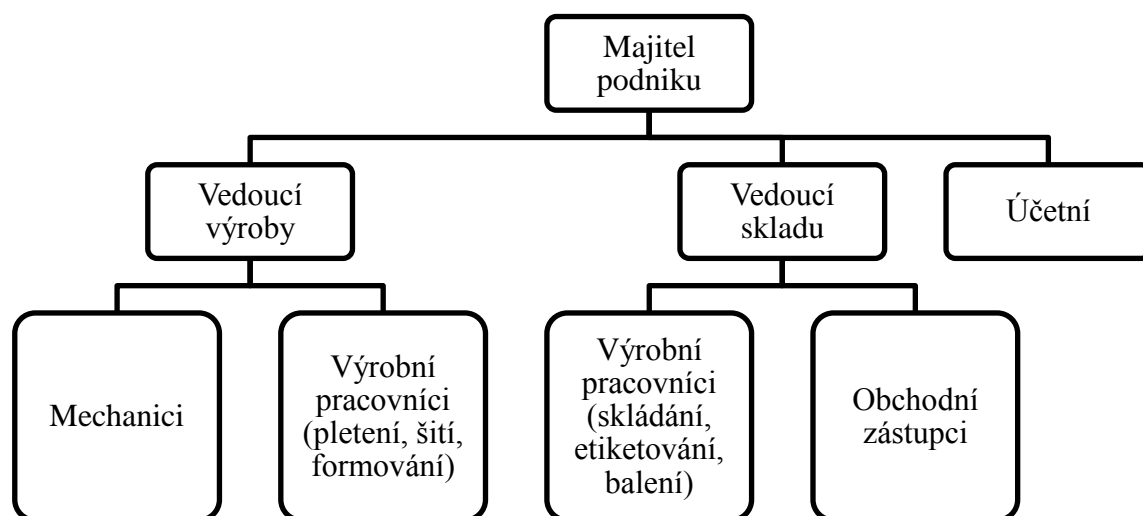 Majitel
podniku
Vedoucí
výroby
Vedoucí
skladu
Účetní
Mechanici
Výrobní
pracovníci
(pletení, šití,
formování)
Výrobní
pracovníci
(skládání,
etiketování,
balení)
Obchodní
zástupci